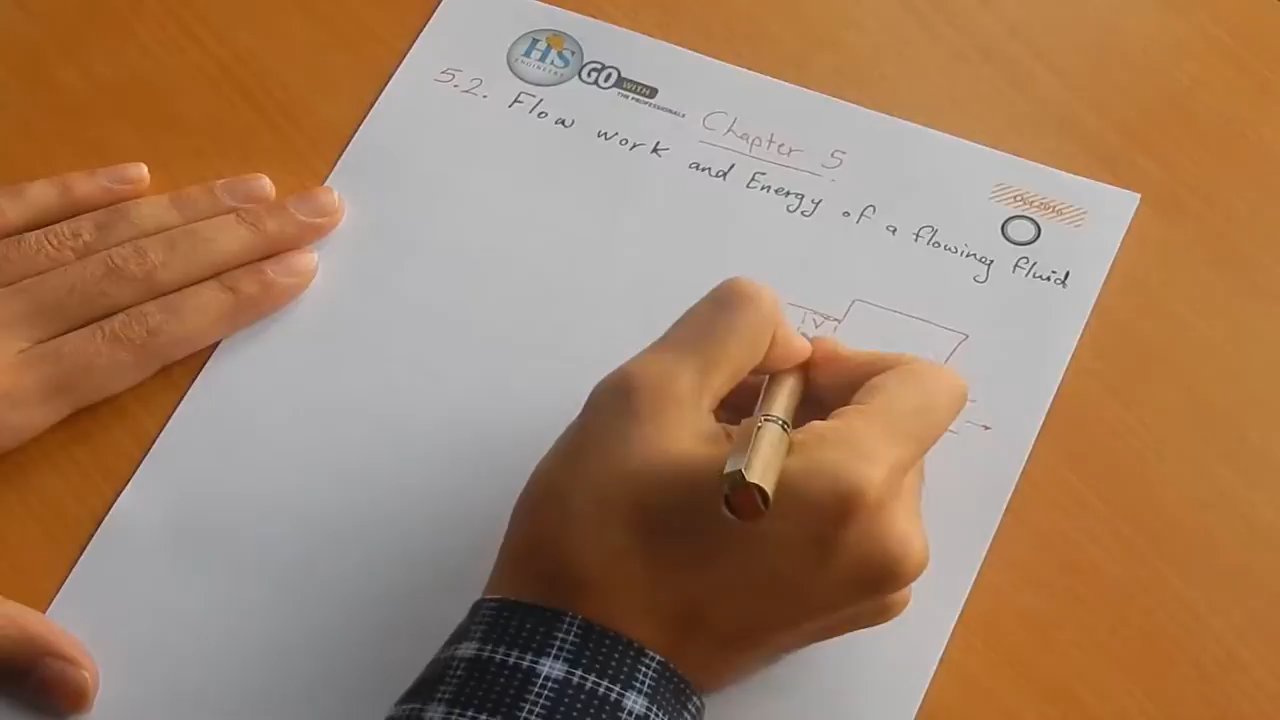 HS
ENGINEERS
GO WITH
THE PROFESSIONALS
Chapter 5
5.2. Flow work and Energy of a flowing fluid
V